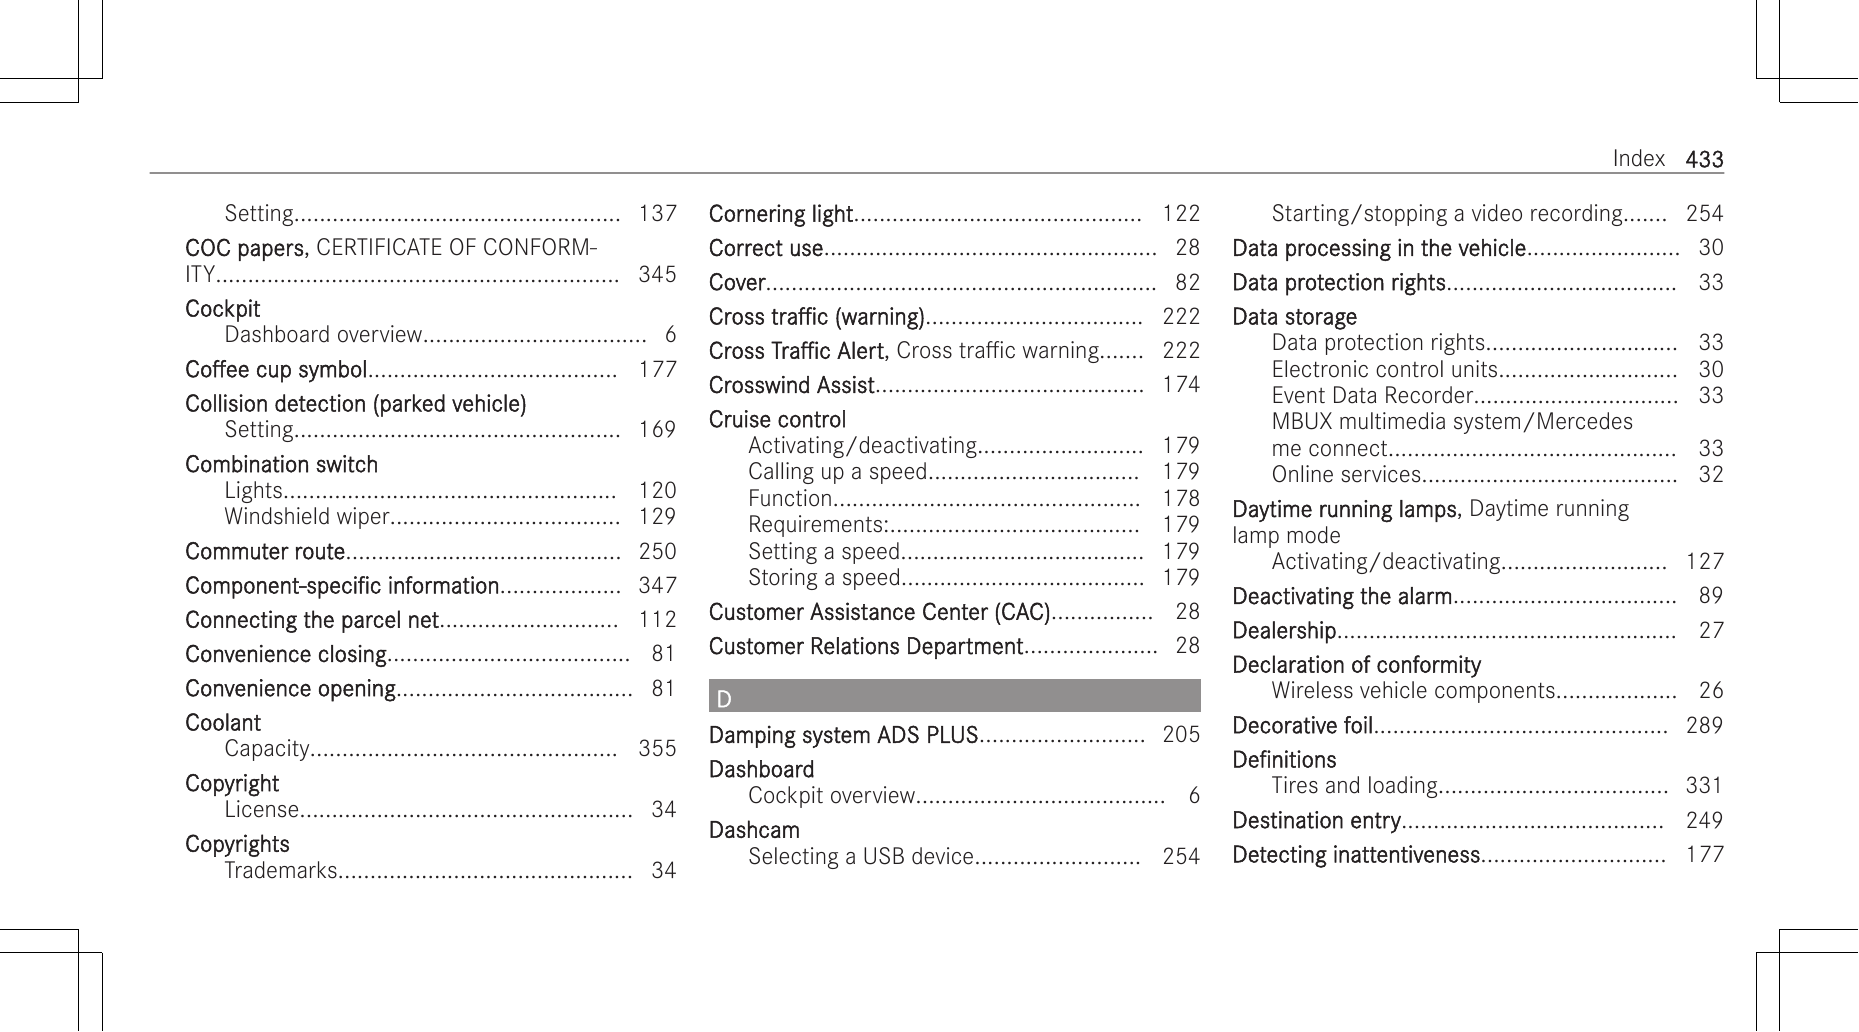 Index 433
Setting................................................... 137
COC papers, CERTIFICATE OF CONFORM-
ITY............................................................... 345
Cockpit
Dashboard overview................................... 6
Coffee cup symbol....................................... 177
Collision detection (parked vehicle)
Setting................................................... 169
Combination switch
Lights.................................................... 120
Windshield wiper.................................... 129
Commuter route........................................... 250
Component-specific information................... 347
Connecting the parcel net............................ 112
Convenience closing...................................... 81
Convenience opening..................................... 81
Coolant
Capacity................................................ 355
Copyright
License.................................................... 34
Copyrights
Trademarks.............................................. 34
Cornering light............................................. 122
Correct use.................................................... 28
Cover............................................................. 82
Cross traffic (warning).................................. 222
Cross Traffic Alert, Cross traffic warning....... 222
Crosswind Assist.......................................... 174
Cruise control
Activating/deactivating.......................... 179
Calling up a speed................................. 179
Function................................................ 178
Requirements:....................................... 179
Setting a speed...................................... 179
Storing a speed...................................... 179
Customer Assistance Center (CAC)................ 28
Customer Relations Department..................... 28
D
Damping system ADS PLUS.......................... 205
Dashboard
Cockpit overview....................................... 6
Dashcam
Selecting a USB device.......................... 254
Starting/stopping a video recording....... 254
Data processing in the vehicle........................ 30
Data protection rights.................................... 33
Data storage
Data protection rights.............................. 33
Electronic control units............................ 30
Event Data Recorder................................ 33
MBUX multimedia system/Mercedes
me connect............................................. 33
Online services........................................ 32
Daytime running lamps, Daytime running
lamp mode
Activating/deactivating.......................... 127
Deactivating the alarm................................... 89
Dealership..................................................... 27
Declaration of conformity
Wireless vehicle components................... 26
Decorative foil.............................................. 289
Definitions
Tires and loading.................................... 331
Destination entry......................................... 249
Detecting inattentiveness............................. 177